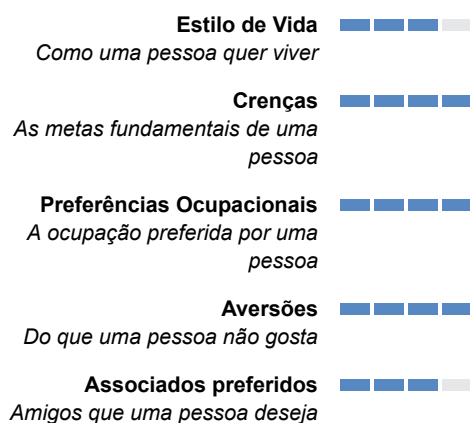 Estilo de Vida
Como uma pessoa quer viver
Crenças
As metas fundamentais de uma
pessoa
Preferências Ocupacionais
A ocupação preferida por uma
pessoa
Aversões
Do que uma pessoa não gosta
Associados preferidos
Amigos que uma pessoa deseja